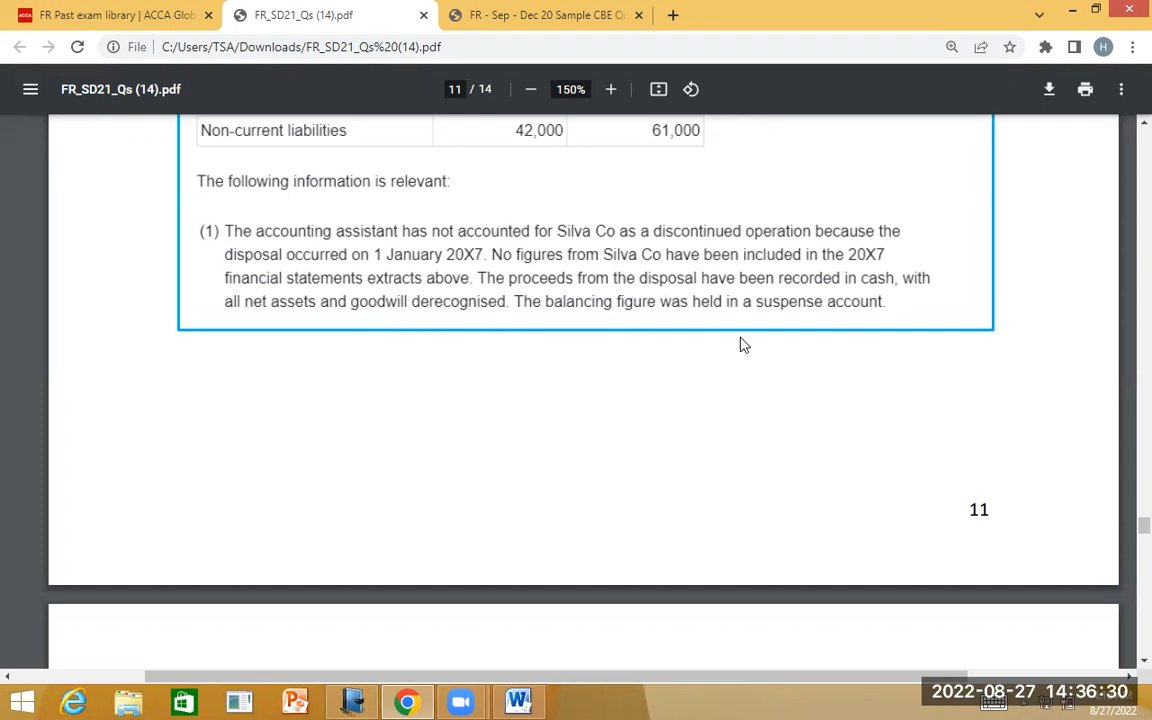 FR Past exam library | ACCA Glob
FR_SD21_Qs (14).pdf
FR - Sep - Dec 20 Sample CBE Q
File
C:/Users/TSA/Downloads/FR_SD21_Qs%20(14).pdf
H
FR_SD21_Qs (14).pdf
11 / 14
150%
Non-current liabilities 42,000 61,000
The following information is relevant:
(1) The accounting assistant has not accounted for Silva Co as a discontinued operation because the
disposal occurred on 1 January 20X7. No figures from Silva Co have been included in the 20X7
financial statements extracts above. The proceeds from the disposal have been recorded in cash, with
all net assets and goodwill derecognised. The balancing figure was held in a suspense account.
11
2022-08-27 14:36:30
8/27/2022